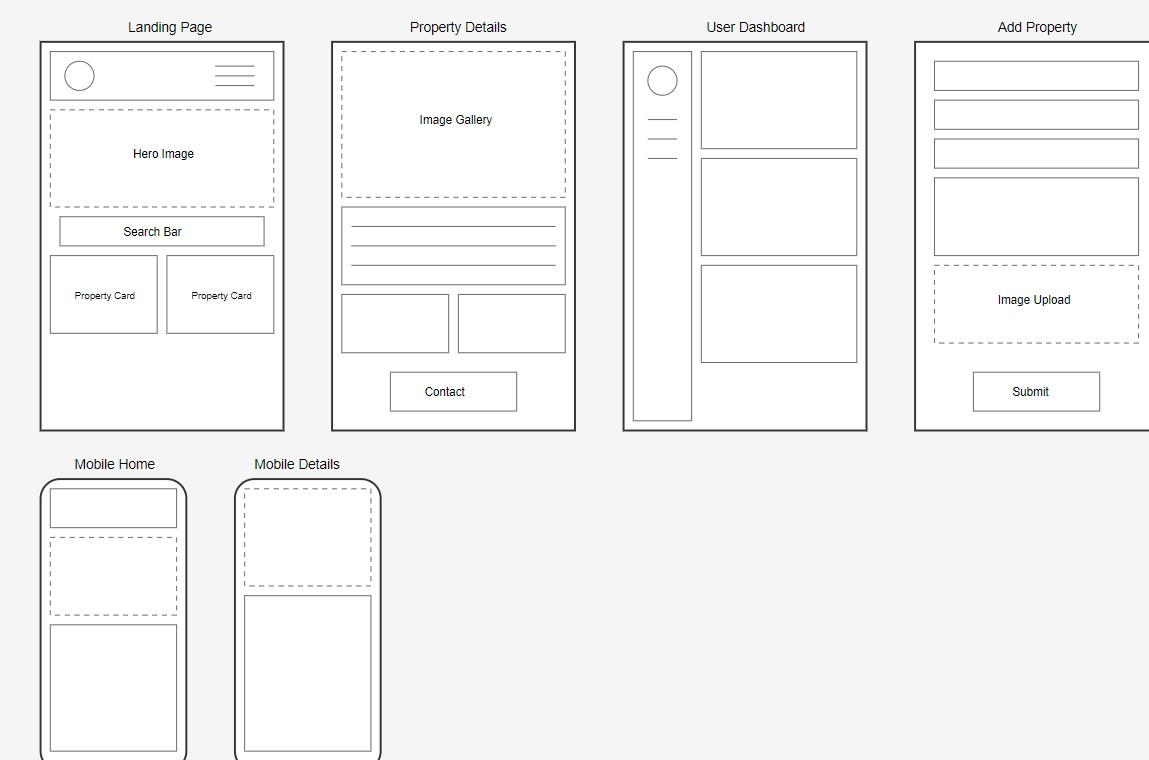 Landing Page
Property Details
User Dashboard
Add Property
Hero Image
Search Bar
Property Card
Property Card
Image Gallery
Contact
Image Upload
Submit
Mobile Home
Mobile Details